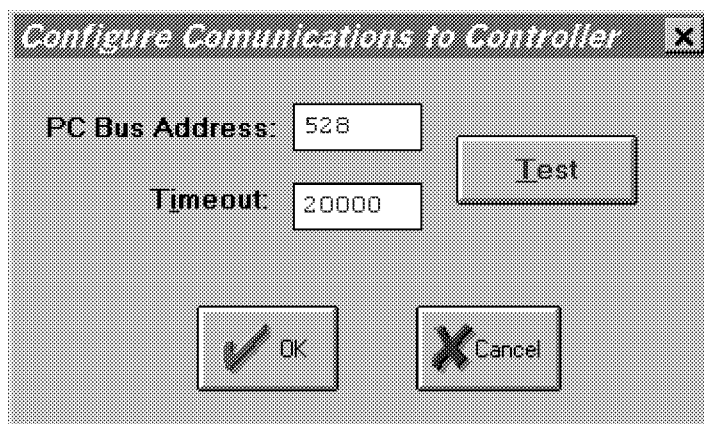 Configure Comunications to Controller
PC Bus Address: 528
Test
Timeout: 20000
OK
Cancel